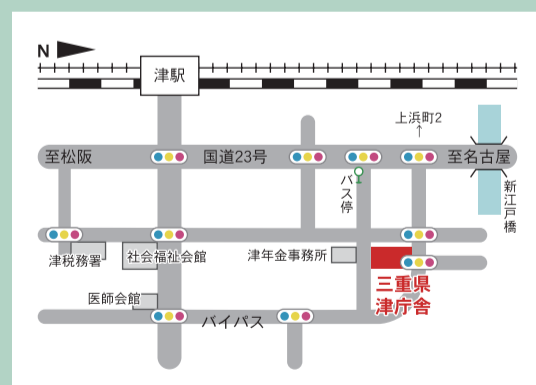 N
津駅
上浜町2
↑
至松阪
国道23号
至名古屋
バス停
新江戸橋
津税務署
社会福祉会館
津年金事務所
三重県
津庁舎
医師会館
バイパス